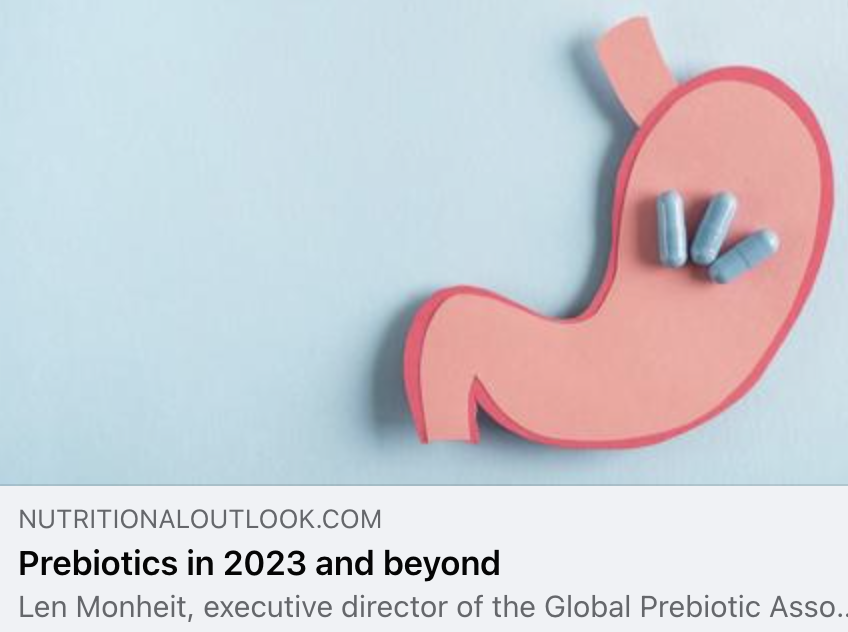 NUTRITIONALOUTLOOK.COM
Prebiotics in 2023 and beyond
Len Monheit, executive director of the Global Prebiotic Asso..